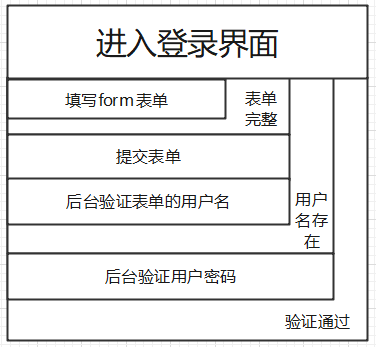 进入登录界面
填写form表单
表单
完整
提交表单
后台验证表单的用户名
用户
名存
在
后台验证用户密码
验证通过